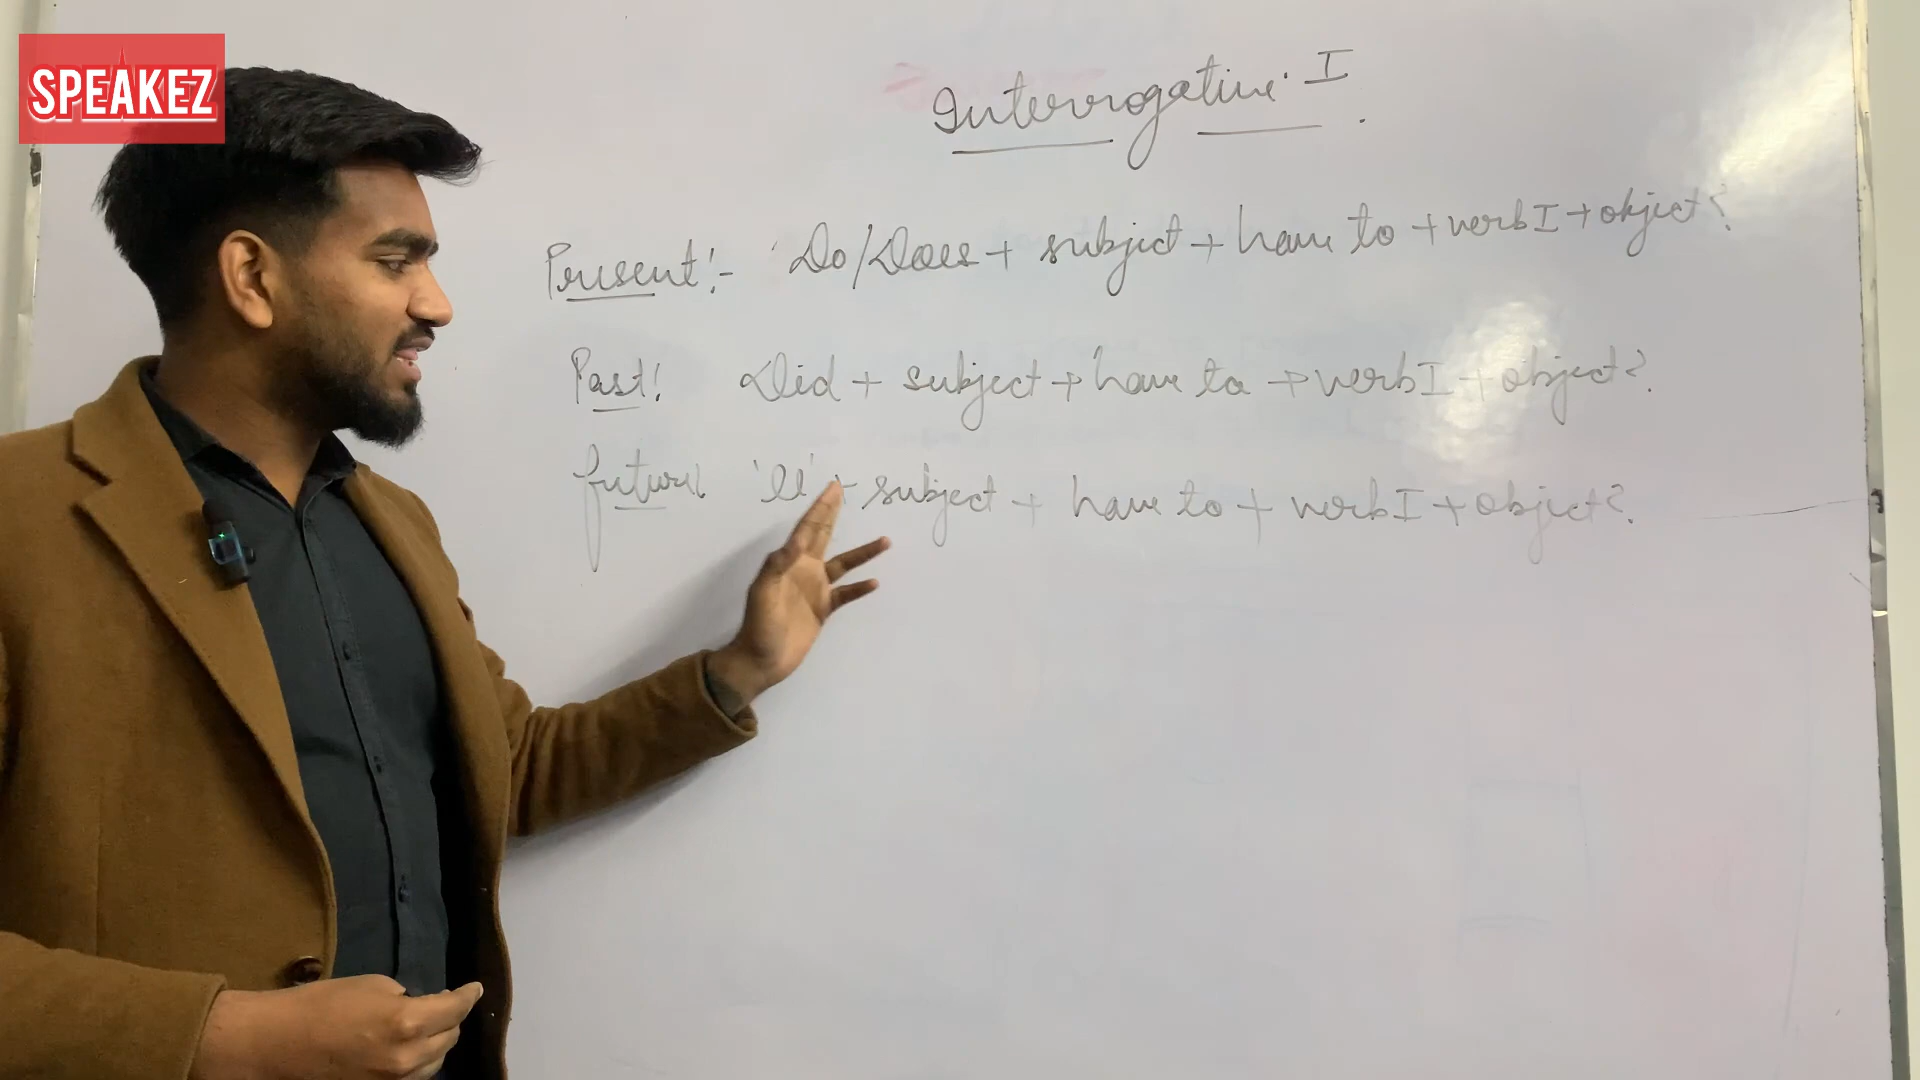 SPEAKEZ
Interrogative. I
Present:- Do/Does + subject + have to + verb I + object?
Past: Did + subject + have to + verb I + object?
future 'll' + subject + have to + verb I + object?